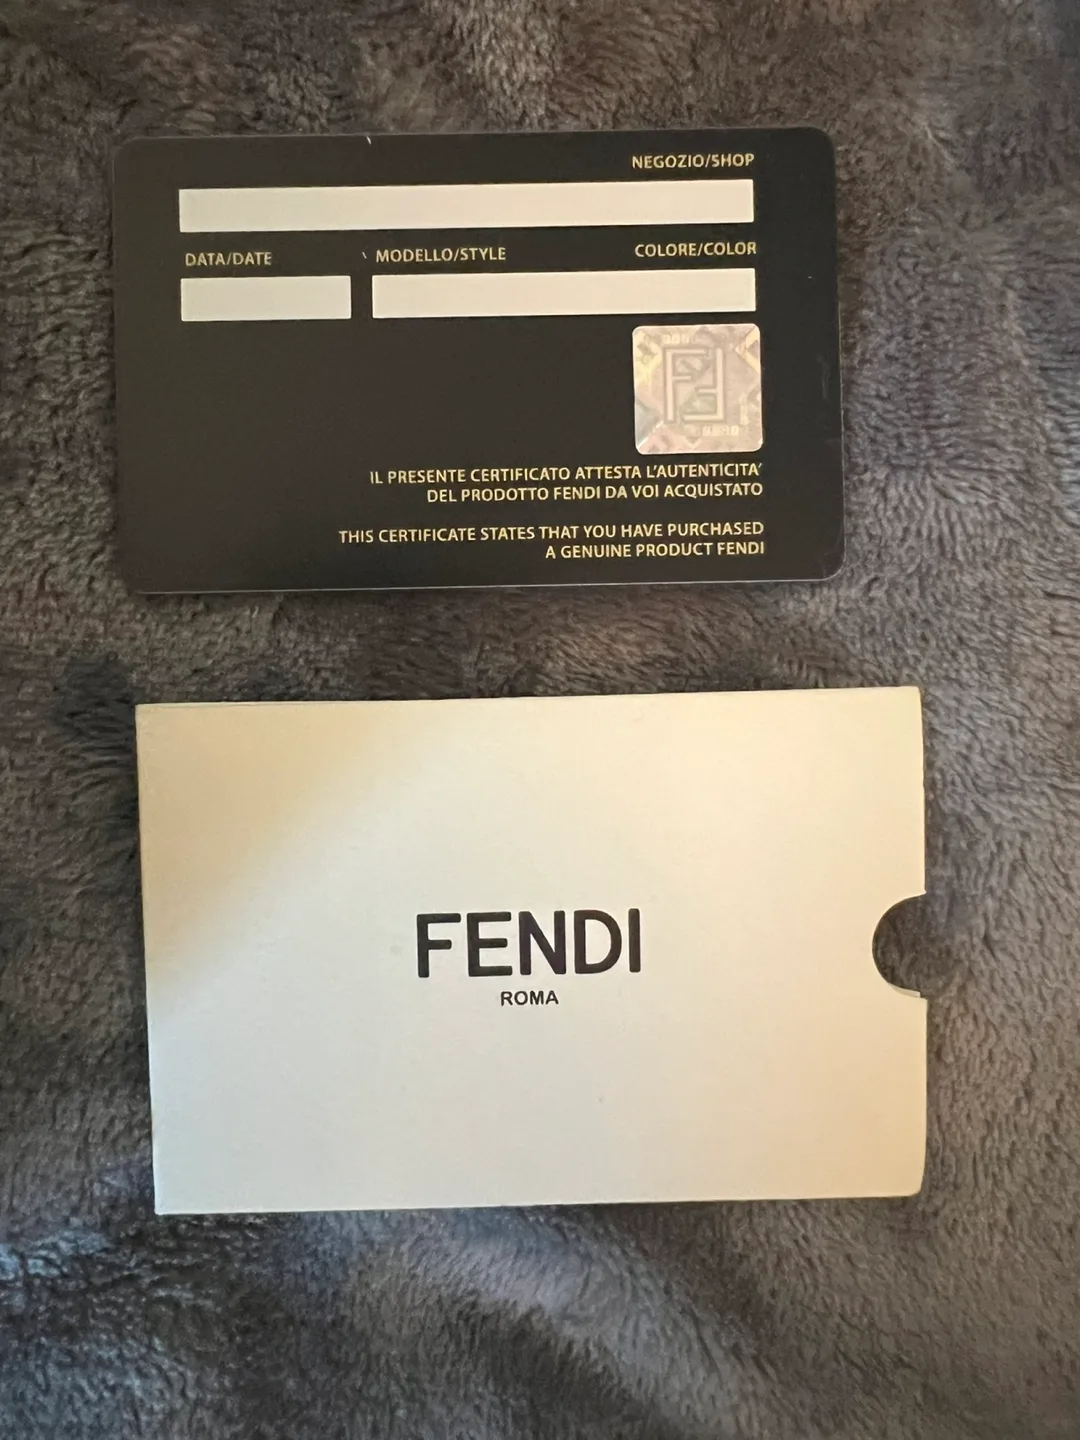 NEGOZIO/SHOP
DATA/DATE MODELLO/STYLE COLORE/COLOR
IL PRESENTE CERTIFICATO ATTESTA L'AUTENTICITA'
DEL PRODOTTO FENDI DA VOI ACQUISTATO
THIS CERTIFICATE STATES THAT YOU HAVE PURCHASED
A GENUINE PRODUCT FENDI
FENDI
ROMA